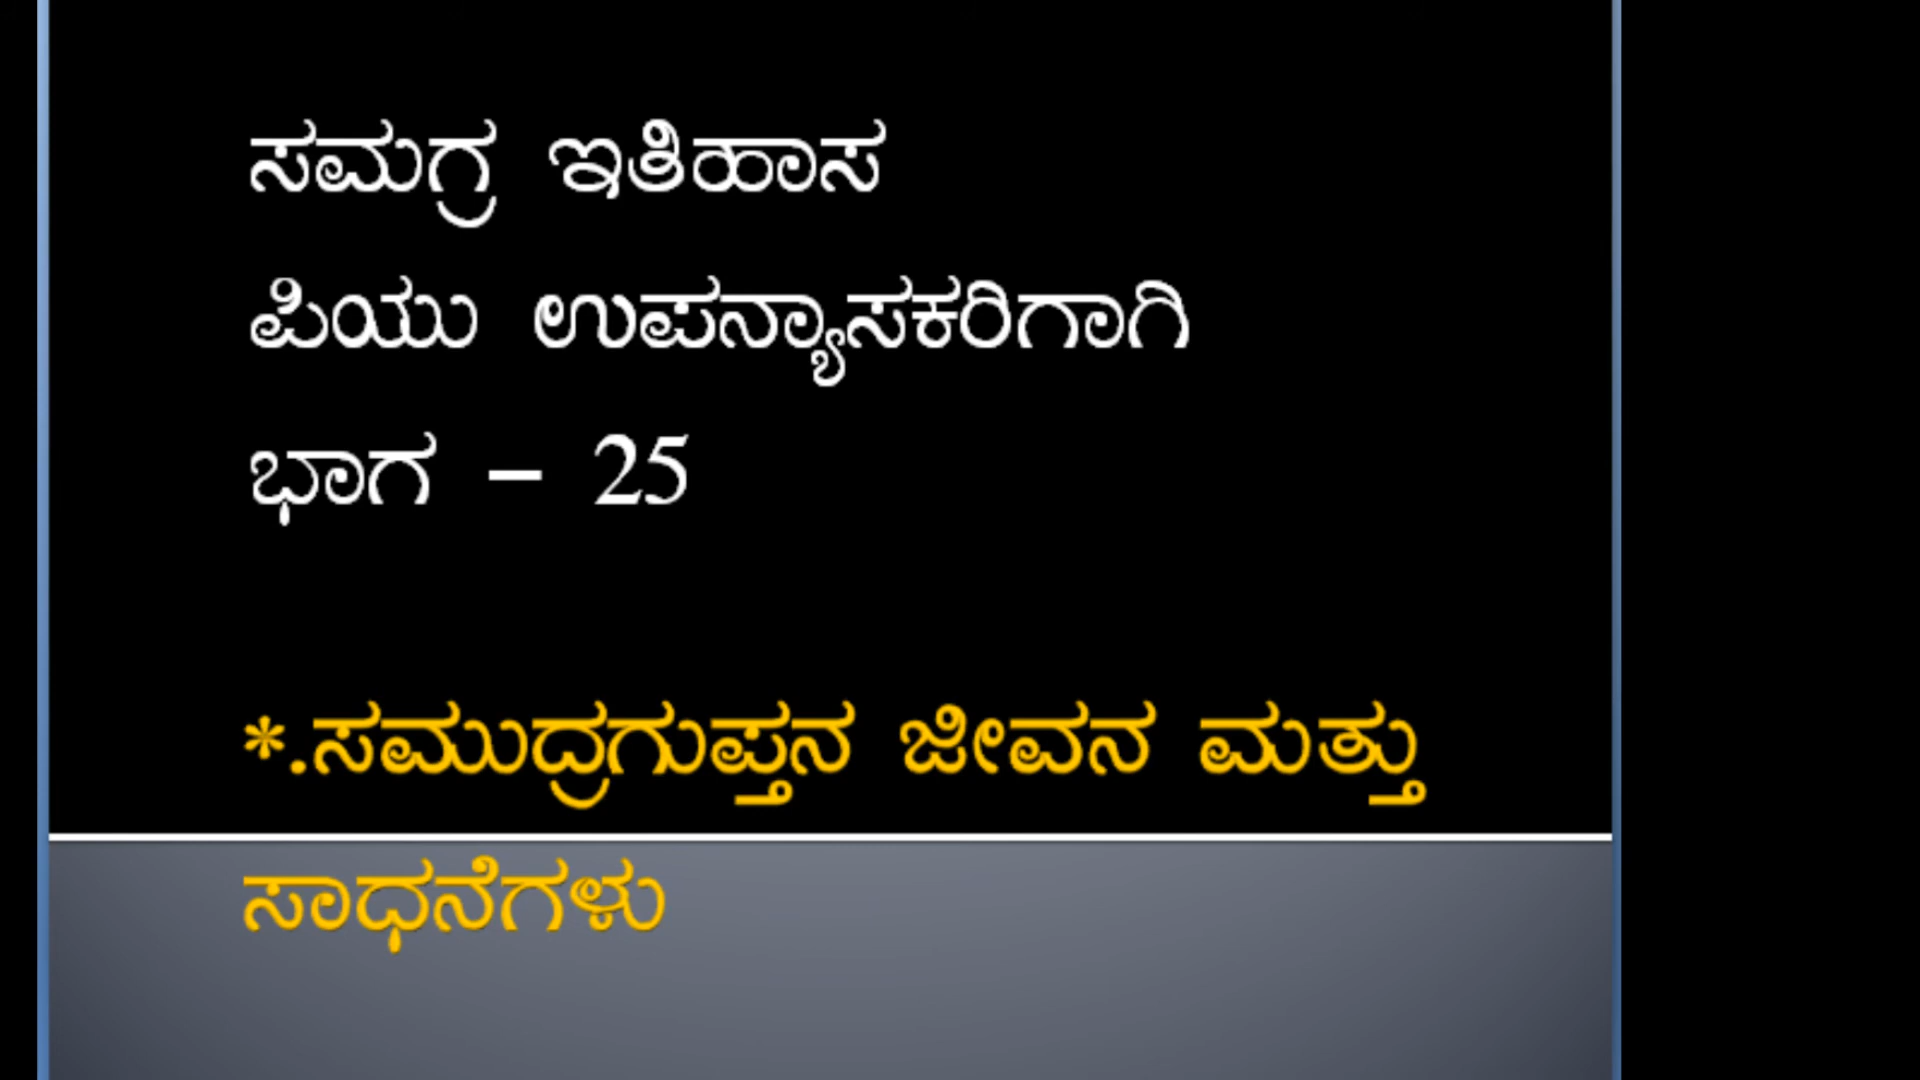 ಸಮಗ್ರ ಇತಿಹಾಸ
ಪಿಯು ಉಪನ್ಯಾಸಕರಿಗಾಗಿ
ಭಾಗ – 25
*.ಸಮುದ್ರಗುಪ್ತನ ಜೀವನ ಮತ್ತು
ಸಾಧನೆಗಳು